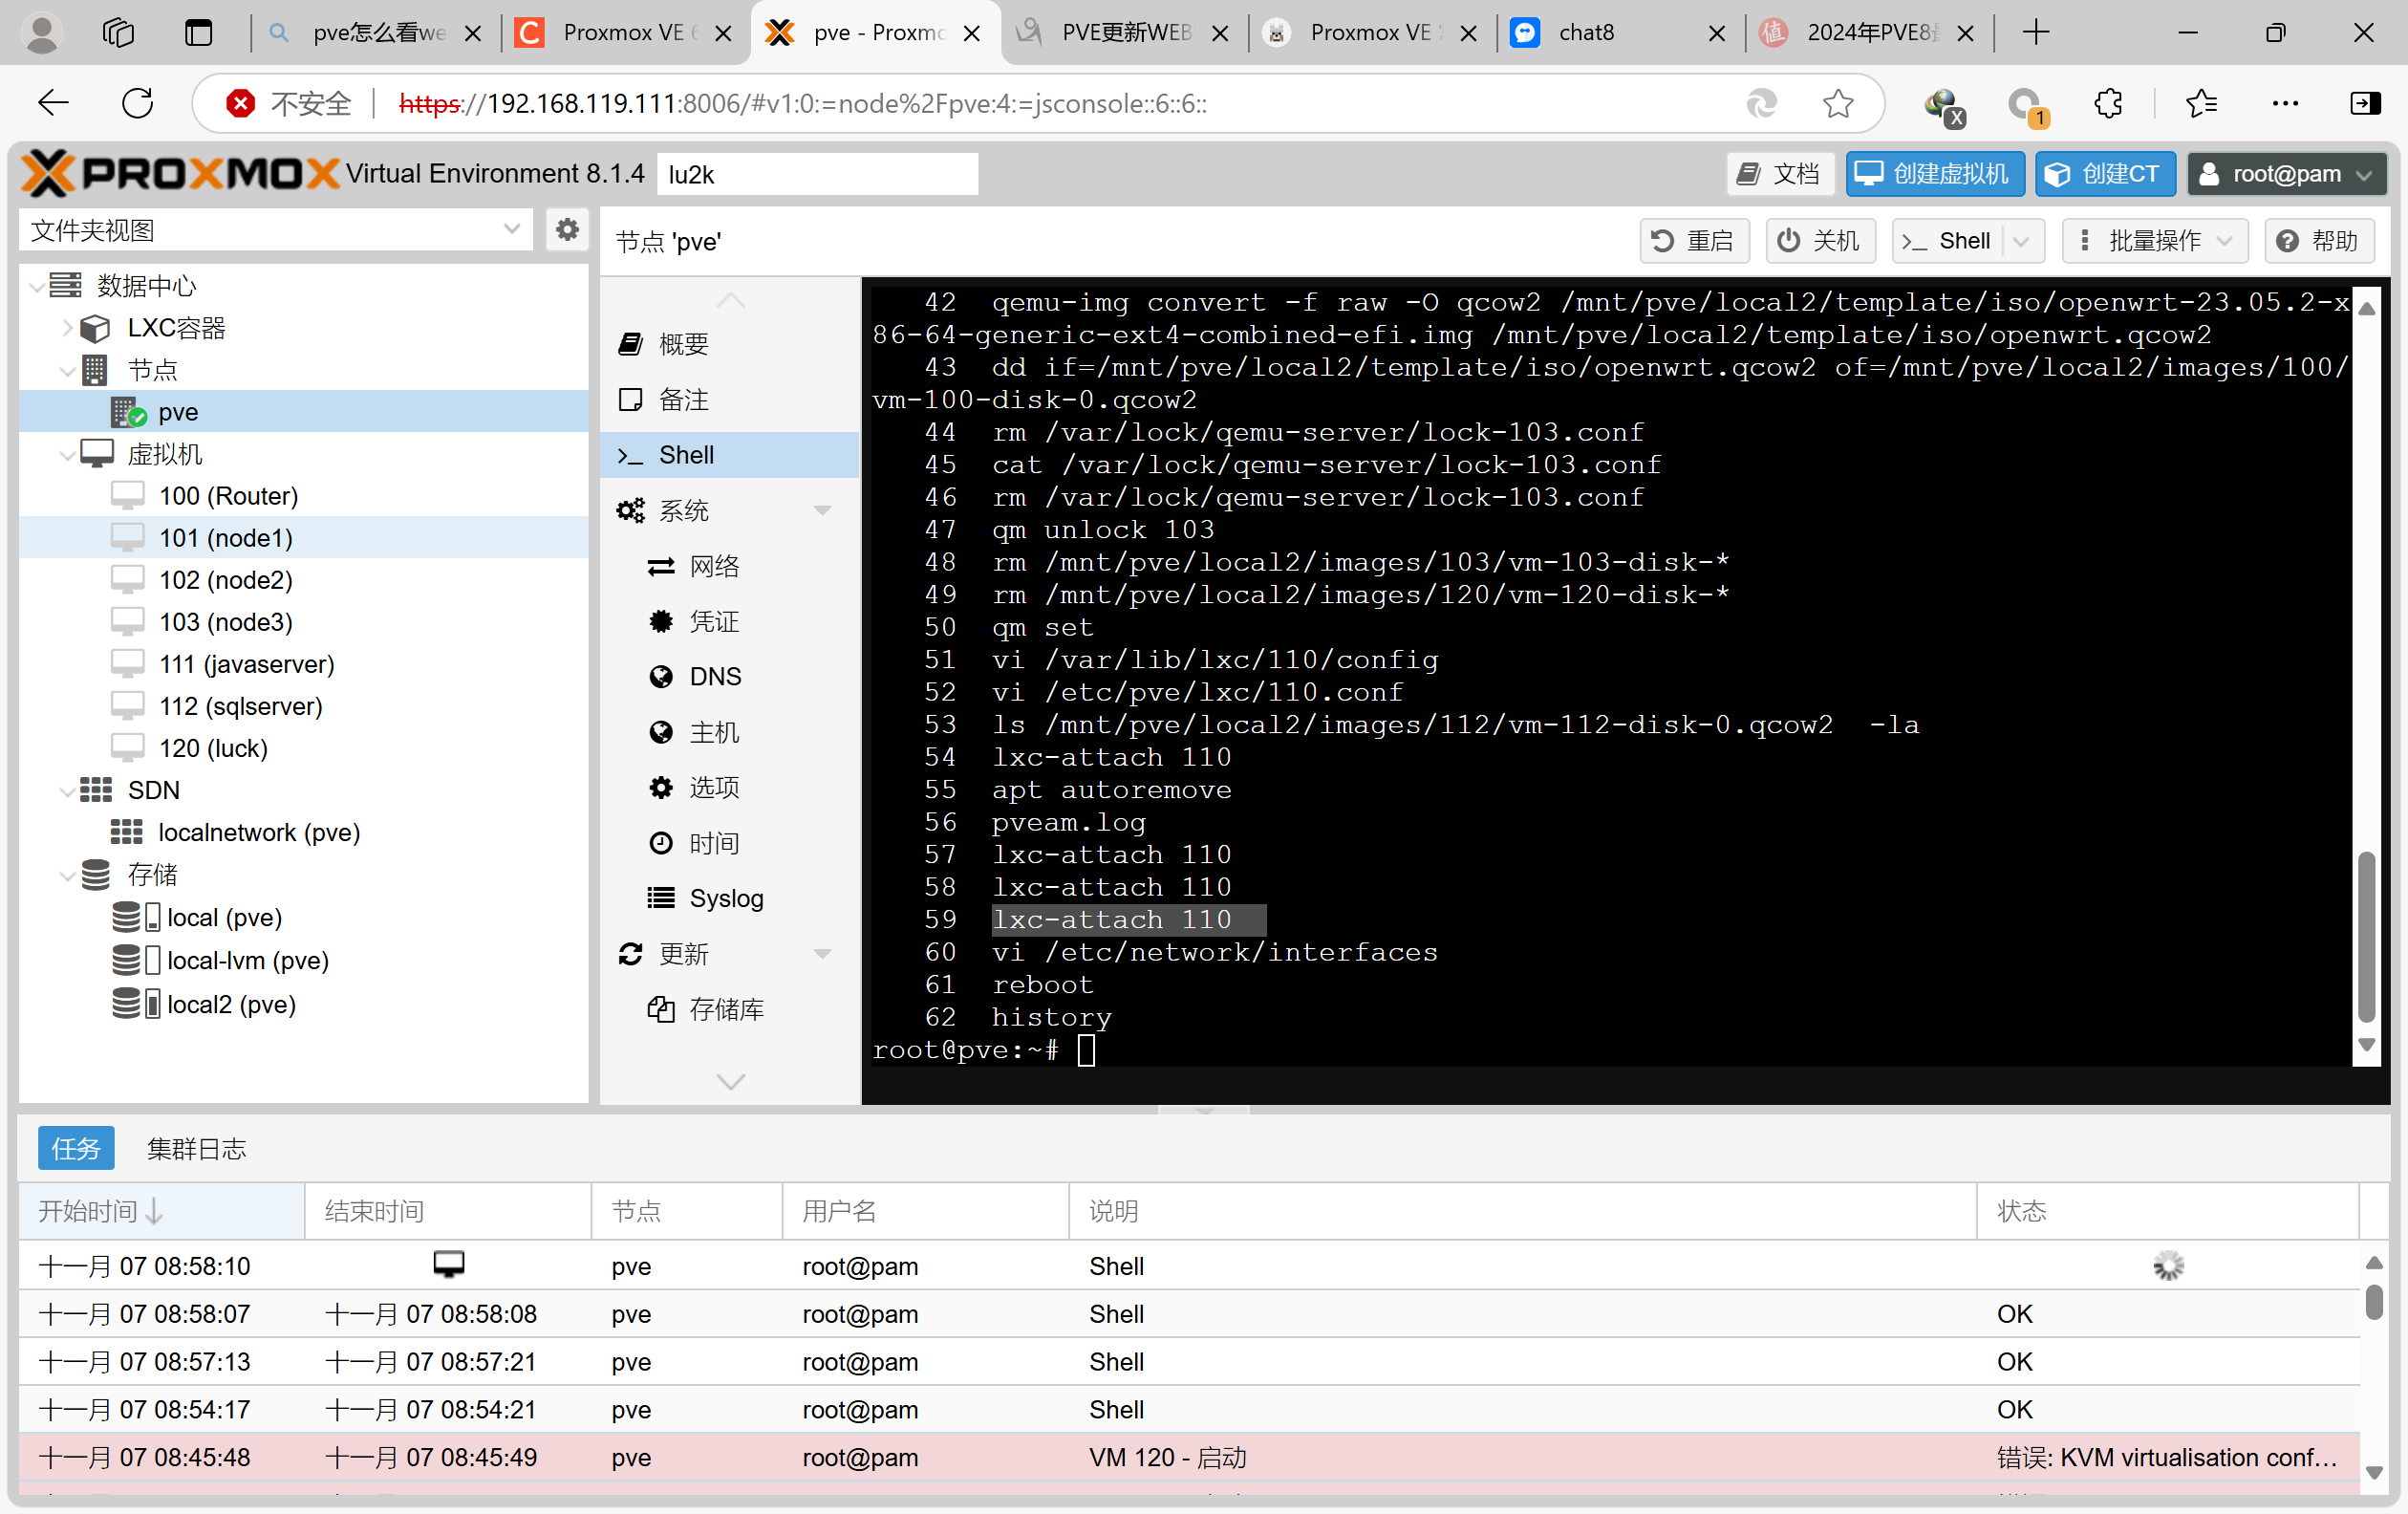 pve怎么看we
Proxmox VE 6
pve - Proxmo
PVE更新WEB
Proxmox VE
chat8
2024年PVE8
不安全
https://192.168.119.111:8006/#v1:0:=node%2Fpve:4:=jsconsole::6::6::
X
1
PROXMOX Virtual Environment 8.1.4
lu2k
文档
创建虚拟机
创建CT
root@pam
文件夹视图
节点 'pve'
重启
关机
Shell
批量操作
帮助
数据中心
LXC容器
节点
pve
虚拟机
100 (Router)
101 (node1)
102 (node2)
103 (node3)
111 (javaserver)
112 (sqlserver)
120 (luck)
SDN
localnetwork (pve)
存储
local (pve)
local-lvm (pve)
local2 (pve)
概要
备注
Shell
系统
网络
凭证
DNS
主机
选项
时间
Syslog
更新
存储库
42 qemu-img convert -f raw -O qcow2 /mnt/pve/local2/template/iso/openwrt-23.05.2-x
86-64-generic-ext4-combined-efi.img /mnt/pve/local2/template/iso/openwrt.qcow2
43 dd if=/mnt/pve/local2/template/iso/openwrt.qcow2 of=/mnt/pve/local2/images/100/
vm-100-disk-0.qcow2
44 rm /var/lock/qemu-server/lock-103.conf
45 cat /var/lock/qemu-server/lock-103.conf
46 rm /var/lock/qemu-server/lock-103.conf
47 qm unlock 103
48 rm /mnt/pve/local2/images/103/vm-103-disk-*
49 rm /mnt/pve/local2/images/120/vm-120-disk-*
50 qm set
51 vi /var/lib/lxc/110/config
52 vi /etc/pve/lxc/110.conf
53 ls /mnt/pve/local2/images/112/vm-112-disk-0.qcow2  -la
54 lxc-attach 110
55 apt autoremove
56 pveam.log
57 lxc-attach 110
58 lxc-attach 110
59 lxc-attach 110
60 vi /etc/network/interfaces
61 reboot
62 history
root@pve:~#
任务
集群日志
开始时间 结束时间 节点 用户名 说明 状态
十一月 07 08:58:10 pve root@pam Shell
十一月 07 08:58:07 十一月 07 08:58:08 pve root@pam Shell OK
十一月 07 08:57:13 十一月 07 08:57:21 pve root@pam Shell OK
十一月 07 08:54:17 十一月 07 08:54:21 pve root@pam Shell OK
十一月 07 08:45:48 十一月 07 08:45:49 pve root@pam VM 120 - 启动 错误: KVM virtualisation conf...